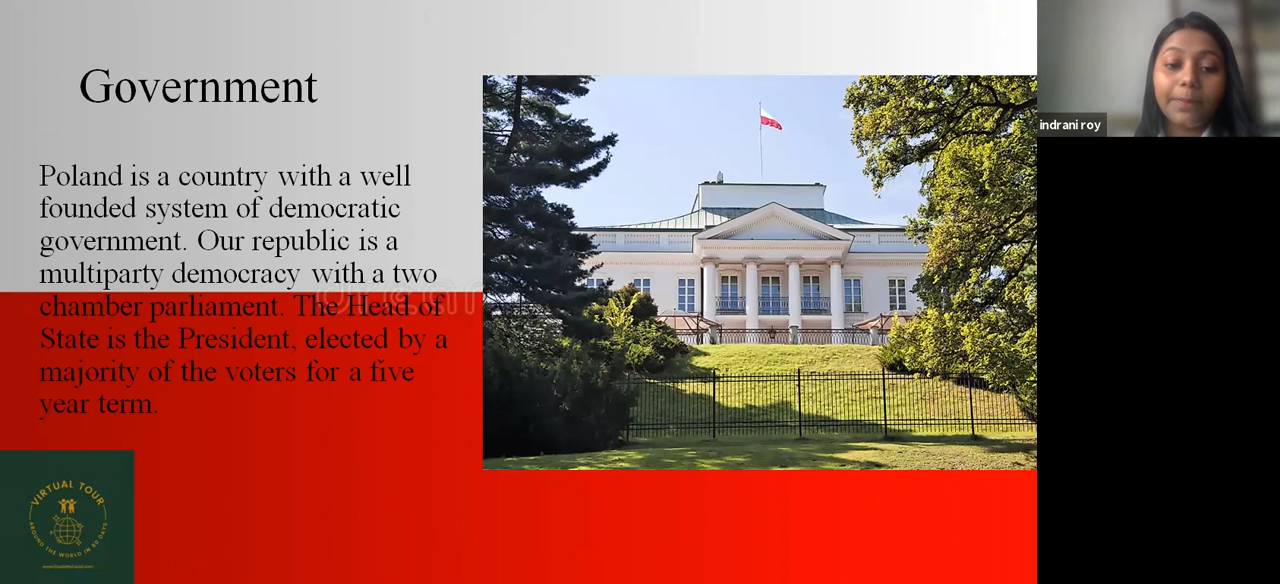 Government
indrani roy
Poland is a country with a well
founded system of democratic
government. Our republic is a
multiparty democracy with a two
chamber parliament. The Head of
State is the President, elected by a
majority of the voters for a five
year term.
VIRTUAL TOUR
AROUND THE WORLD IN 80 DAYS